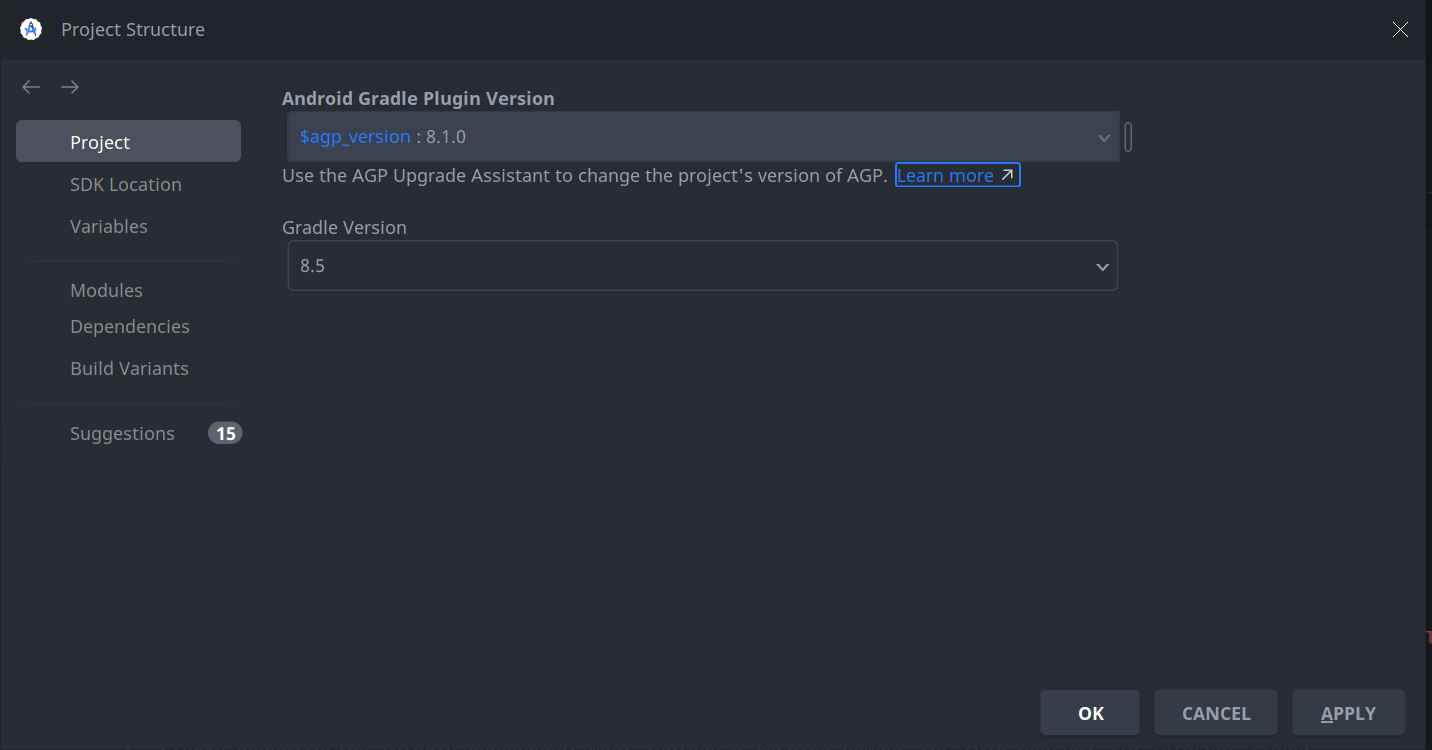 Project Structure
Project
SDK Location
Variables
Modules
Dependencies
Build Variants
Suggestions 15
Android Gradle Plugin Version
$agp_version : 8.1.0
Use the AGP Upgrade Assistant to change the project's version of AGP. Learn more
Gradle Version
8.5
OK CANCEL APPLY